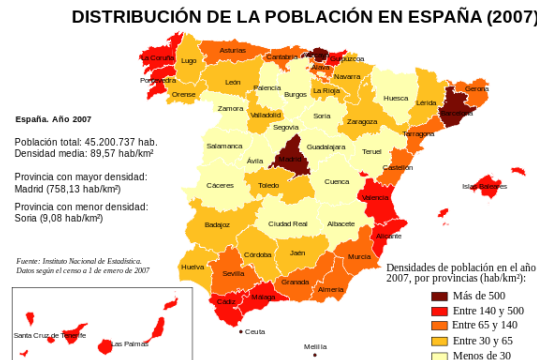 DISTRIBUCIÓN DE LA POBLACIÓN EN ESPAÑA (2007)
La Coruña
Lugo
Asturias
Cantabria
Guipúzcoa
Álava
Navarra
Pontevedra
Orense
León
Palencia
Burgos
La Rioja
Huesca
Lérida
Gerona
Barcelona
Zamora
Valladolid
Soria
Zaragoza
Tarragona
España. Año 2007
Segovia
Población total: 45.200.737 hab.
Densidad media: 89,57 hab/km²
Salamanca
Ávila
Madrid
Guadalajara
Teruel
Castellón
Provincia con mayor densidad:
Madrid (758,13 hab/km²)
Cáceres
Toledo
Cuenca
Valencia
Islas Baleares
Provincia con menor densidad:
Soria (9,08 hab/km²)
Badajoz
Ciudad Real
Albacete
Alicante
Fuente: Instituto Nacional de Estadística.
Datos según el censo a 1 de enero de 2007
Huelva
Sevilla
Córdoba
Jaén
Murcia
Granada
Almería
Cádiz
Málaga
Densidades de población en el año
2007, por provincias (hab/km²):
Más de 500
Entre 140 y 500
Entre 65 y 140
Entre 30 y 65
Menos de 30
Santa Cruz de Tenerife
Las Palmas
Ceuta
Melilla